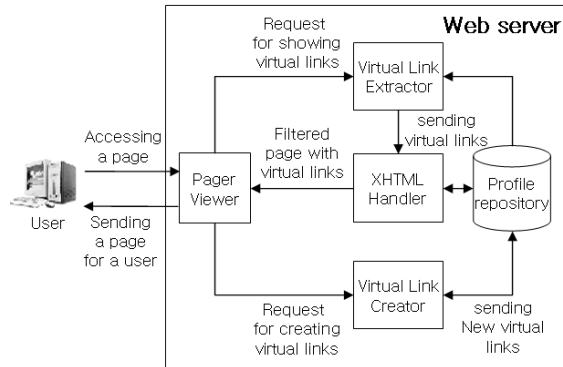 Web server
Request
for showing
virtual links
Virtual Link
Extractor
sending
virtual links
Accessing
a page
Filtered
page with
virtual links
Pager
Viewer
XHTML
Handler
Profile
repository
User
Sending
a page
for a user
Virtual Link
Creator
Request
for creating
virtual links
sending
New virtual
links